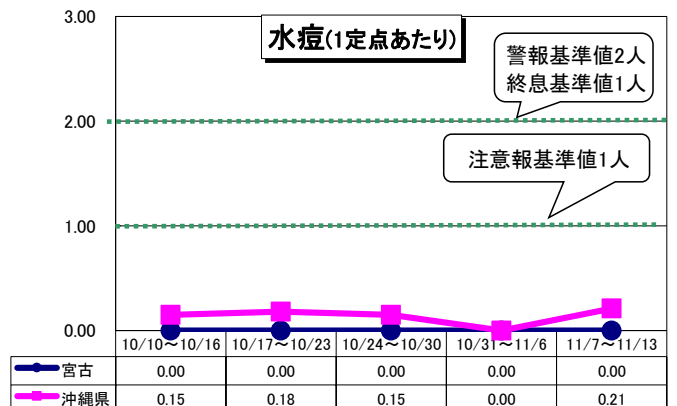 水痘(1定点あたり)
3.00
2.00
1.00
0.00
警報基準値2人
終息基準値1人
注意報基準値1人
10/10～10/16 10/17～10/23 10/24～10/30 10/31～11/6 11/7～11/13
宮古 0.00 0.00 0.00 0.00 0.00
沖縄県 0.15 0.18 0.15 0.00 0.21